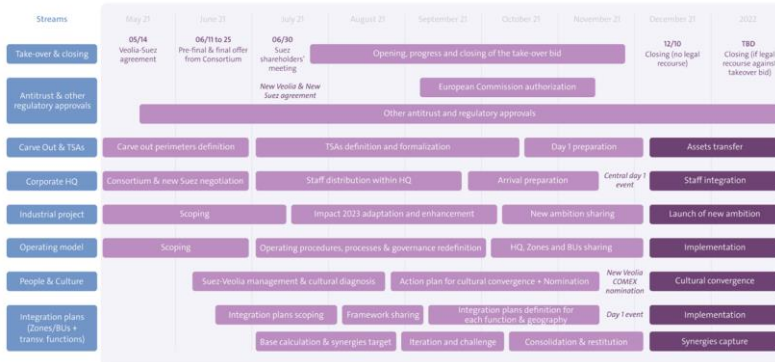 Streams
May 21
June 21
July 21
August 21
September 21
October 21
November 21
December 21
2022
Take-over & closing
05/14
Veolia-Suez
agreement
06/11 to 25
Pre-final & final offer
from Consortium
06/30
Suez
shareholders'
meeting
Opening, progress and closing of the take-over bid
12/10
Closing (no legal
recourse)
TBD
Closing (if legal
recourse against
takeover bid)
Antitrust & other
regulatory approvals
New Veolia & New
Suez agreement
European Commission authorization
Other antitrust and regulatory approvals
Carve Out & TSAs
Carve out perimeters definition
TSAs definition and formalization
Day 1 preparation
Assets transfer
Corporate HQ
Consortium & new Suez negotiation
Staff distribution within HQ
Arrival preparation
Central day 1
event
Staff integration
Industrial project
Scoping
Impact 2023 adaptation and enhancement
New ambition sharing
Launch of new ambition
Operating model
Scoping
Operating procedures, processes & governance redefinition
HQ, Zones and BUs sharing
Implementation
People & Culture
Suez-Veolia management & cultural diagnosis
Action plan for cultural convergence + Nomination
New Veolia
COMEX
nomination
Cultural convergence
Integration plans
(Zones/BUs +
transv. functions)
Integration plans scoping
Framework sharing
Integration plans definition for
each function & geography
Day 1 event
Implementation
Base calculation & synergies target
Iteration and challenge
Consolidation & restitution
Synergies capture